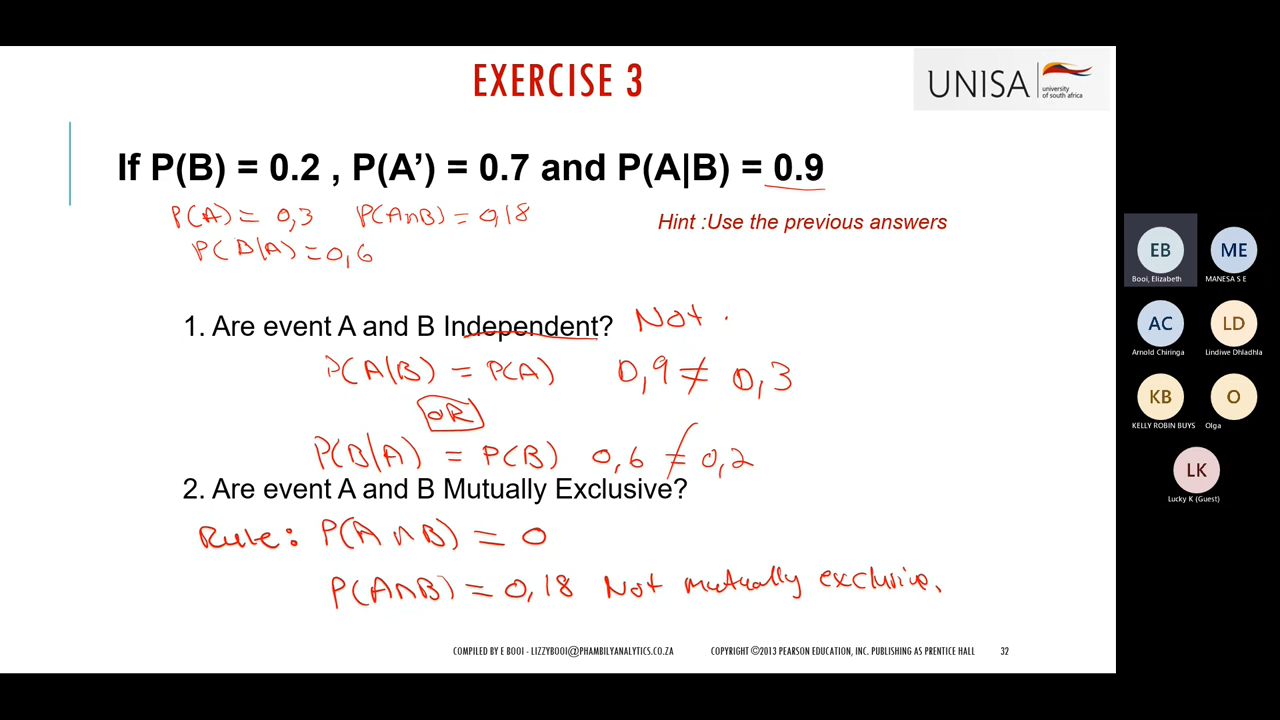 EXERCISE 3
UNISA
university
of south africa
If P(B) = 0.2 , P(A’) = 0.7 and P(A|B) = 0.9
P(A) = 0,3 P(A∩B) = 0,18
Hint :Use the previous answers
P(B|A) = 0,6
1. Are event A and B Independent? Not .
P(A|B) = P(A) 0,9 ≠ 0,3
OR
P(B|A) = P(B) 0,6 ≠ 0,2
2. Are event A and B Mutually Exclusive?
Rule: P(A∩B) = 0
P(A∩B) = 0,18 Not mutually exclusive.
COMPILED BY E BOOI - LIZZYBOOI@PHAMBILYANALYTICS.CO.ZA COPYRIGHT ©2013 PEARSON EDUCATION, INC. PUBLISHING AS PRENTICE HALL 32
EB ME
Booi, Elizabeth MANESA S E
AC LD
Arnold Chiringa Lindiwe Dhladhla
KB O
KELLY ROBIN BUYS Olga
LK
Lucky K (Guest)